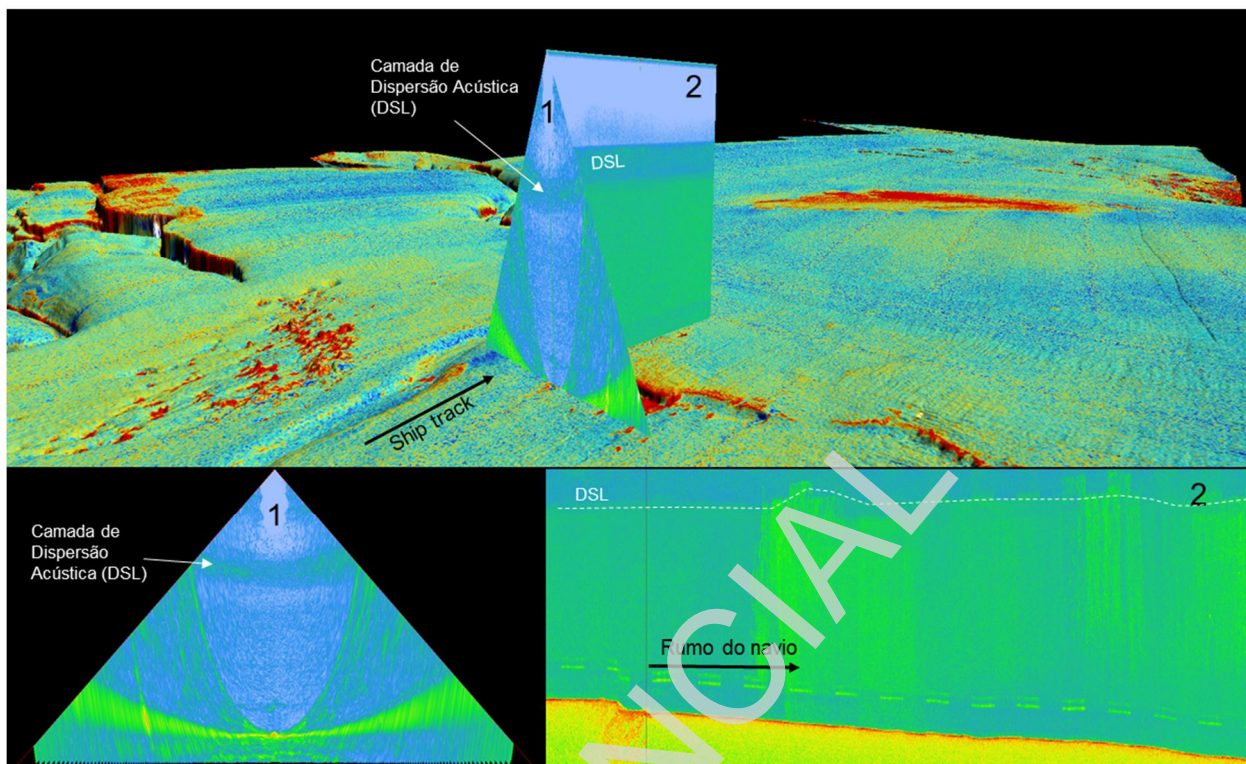 Camada de
Dispersão Acústica
(DSL)
1
2
DSL
Ship track
1
Camada de
Dispersão
Acústica (DSL)
DSL
2
Rumo do navio
NCIAL